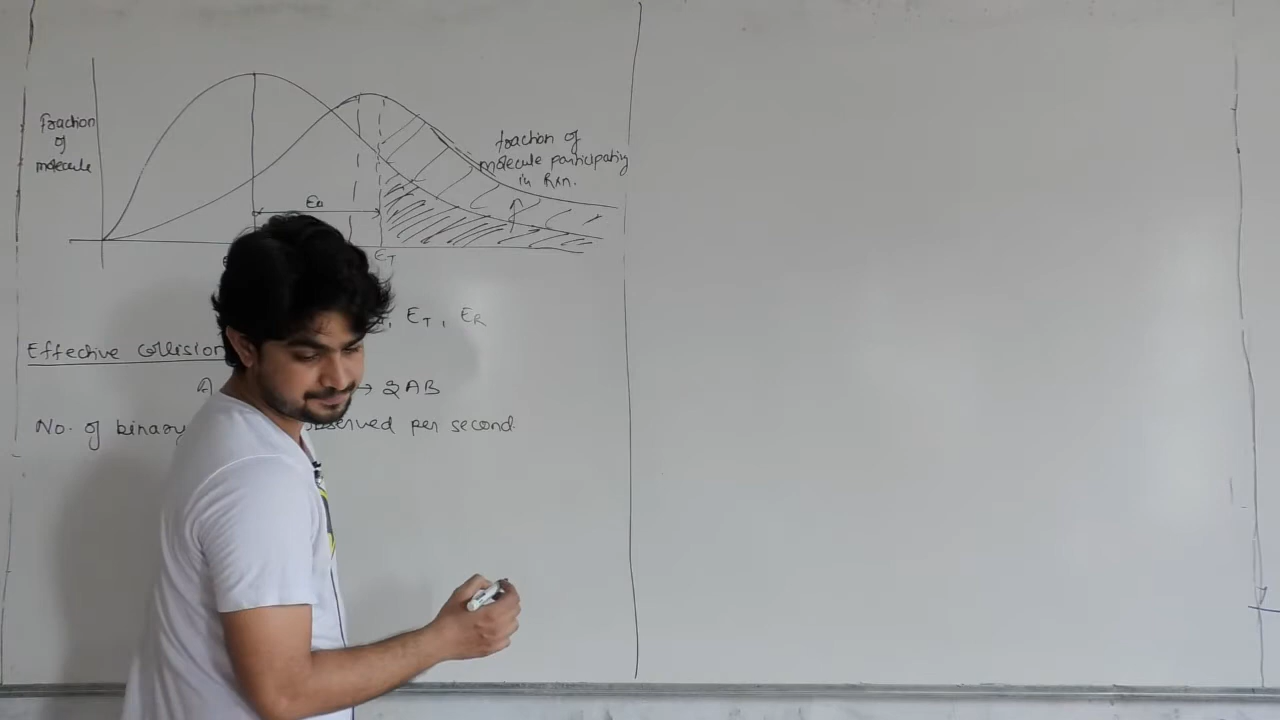 fraction
of
molecule
fraction of
molecule participating
in Rxn.
Ea
ET
, ET , ER
Effective Collision
A → 2AB
No. of binary observed per second.